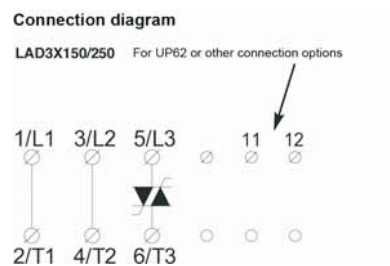 Connection diagram
LAD3X150/250 For UP62 or other connection options
1/L1 3/L2 5/L3 11 12
2/T1 4/T2 6/T3